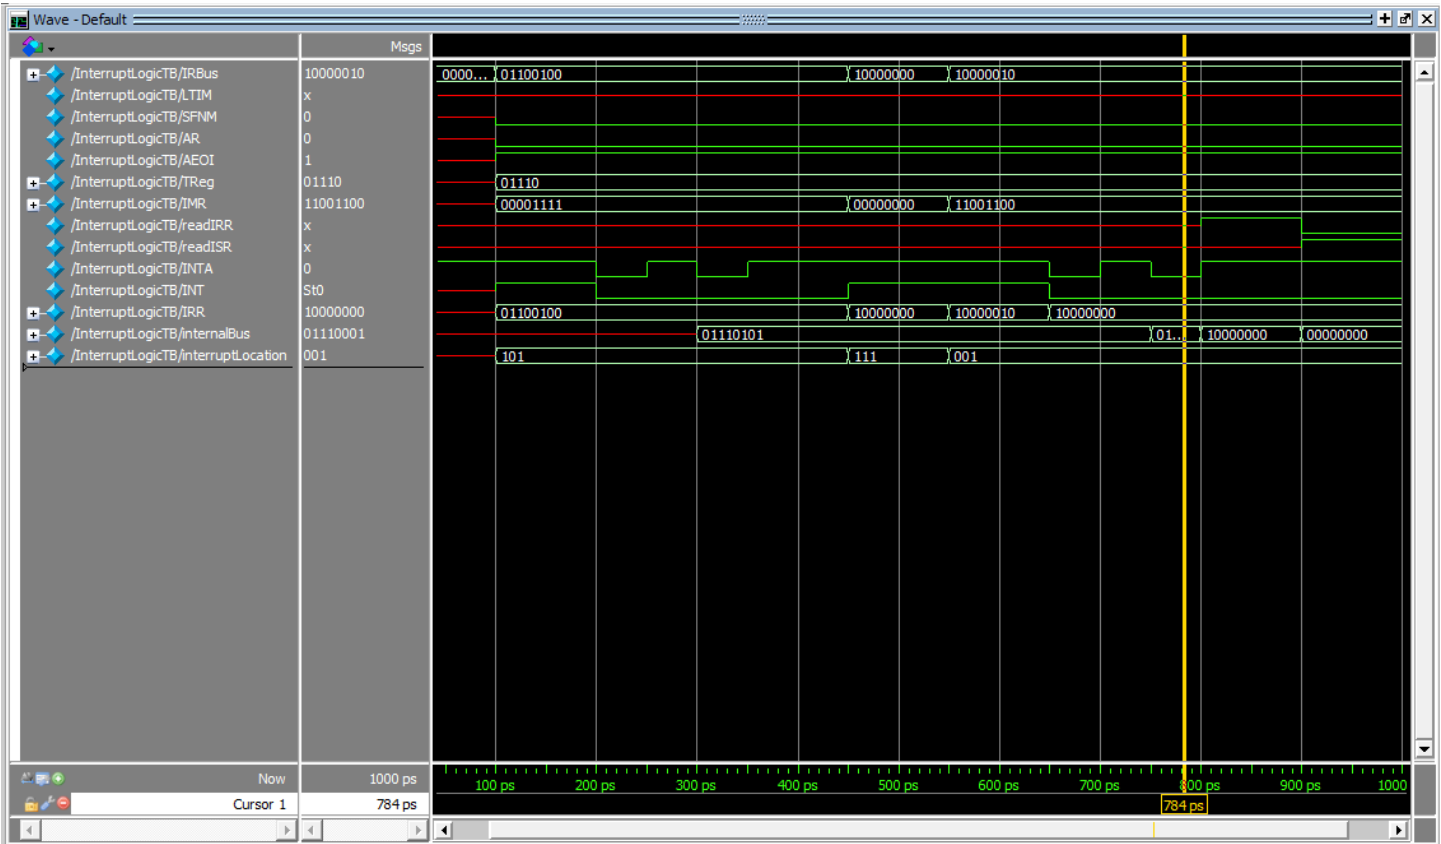 Wave - Default
Msgs
/InterruptLogicTB/IRBus 10000010 0000... 01100100 10000000 10000010
/InterruptLogicTB/LTIM x
/InterruptLogicTB/SFNM 0
/InterruptLogicTB/AR 0
/InterruptLogicTB/AEOI 1
/InterruptLogicTB/TReg 01110 01110
/InterruptLogicTB/IMR 11001100 00001111 00000000 11001100
/InterruptLogicTB/readIRR x
/InterruptLogicTB/readISR x
/InterruptLogicTB/INTA 0
/InterruptLogicTB/INT St0
/InterruptLogicTB/IRR 10000000 01100100 10000000 10000010 10000000
/InterruptLogicTB/internalBus 01110001 01110101 01... 10000000 00000000
/InterruptLogicTB/interruptLocation 001 101 111 001
Now 1000 ps 100 ps 200 ps 300 ps 400 ps 500 ps 600 ps 700 ps 800 ps 900 ps 1000
Cursor 1 784 ps 784 ps